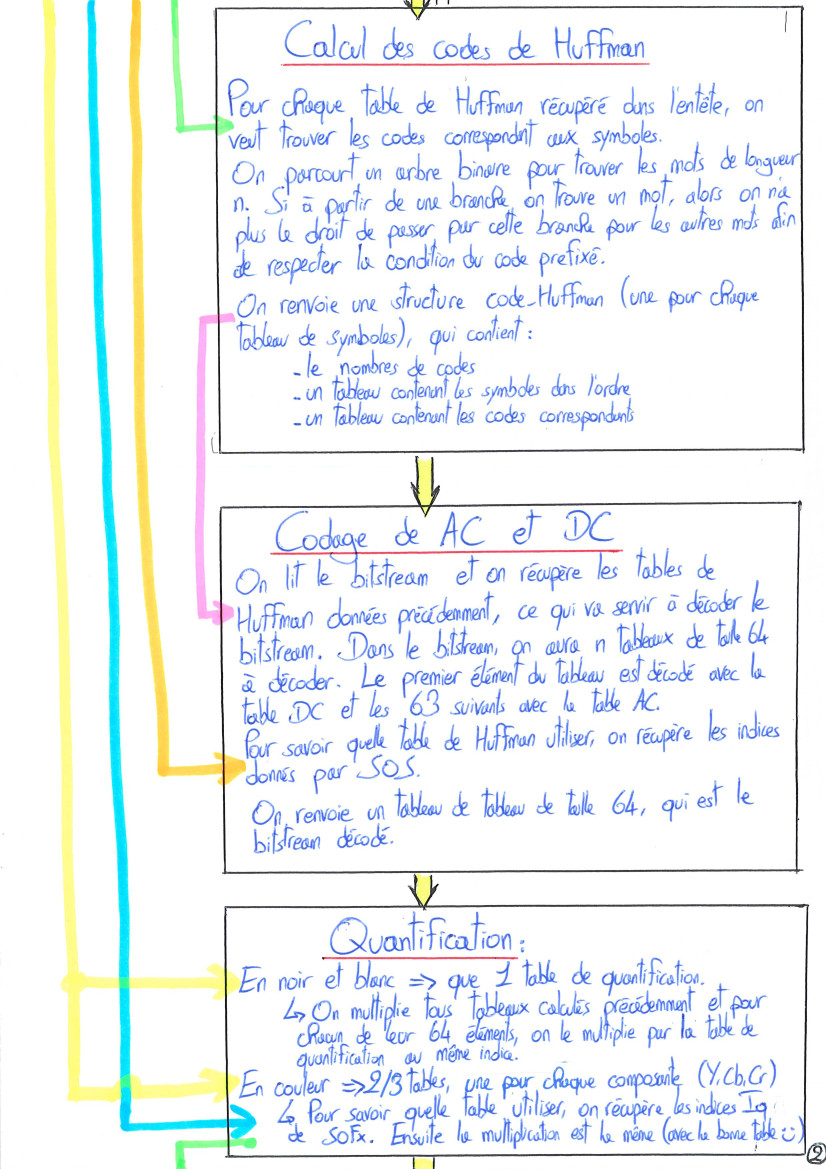 Calcul des codes de Huffman
Pour chaque table de Huffman récupéré dans l'entête, on
veut trouver les codes correspondnt aux symboles.
On parcourt un arbre binaire pour trouver les mots de longueur
n. Si à partir de une branche, on trouve un mot, alors on n'a
plus le droit de passer par cette branche pour les autres mots afin
de respecter la condition du code prefixé.
On renvoie une structure code_Huffman (une pour chaque
tableau de symboles), qui contient :
- le nombres de codes
- un tableau contenant les symboles dans l'ordre
- un tableau contenant les codes correspondants
Codage de AC et DC
On lit le bitstream et on récupère les tables de
Huffman données précédemment, ce qui va servir à décoder le
bitstream. Dans le bitstream, on aura n tableaux de taille 64
à décoder. Le premier élément du tableau est décodé avec la
table DC et les 63 suivants avec la table AC.
Pour savoir quelle table de Huffman utiliser, on récupère les indices
donnés par SOS.
On renvoie un tableau de tableau de taille 64, qui est le
bitstream décodé.
Quantification :
En noir et blanc => que 1 table de quantification.
↳ On multiplie tous tableaux calculés précédemment et pour
chacun de leur 64 éléments, on le multiplie par la table de
quantification au même indice.
En couleur => 2/3 tables, une pour chaque composante (Y,Cb,Cr)
↳ Pour savoir quelle table utiliser, on récupère les indices Iq
de SOFx. Ensuite la multiplication est la même (avec la bonne table ☺)
2